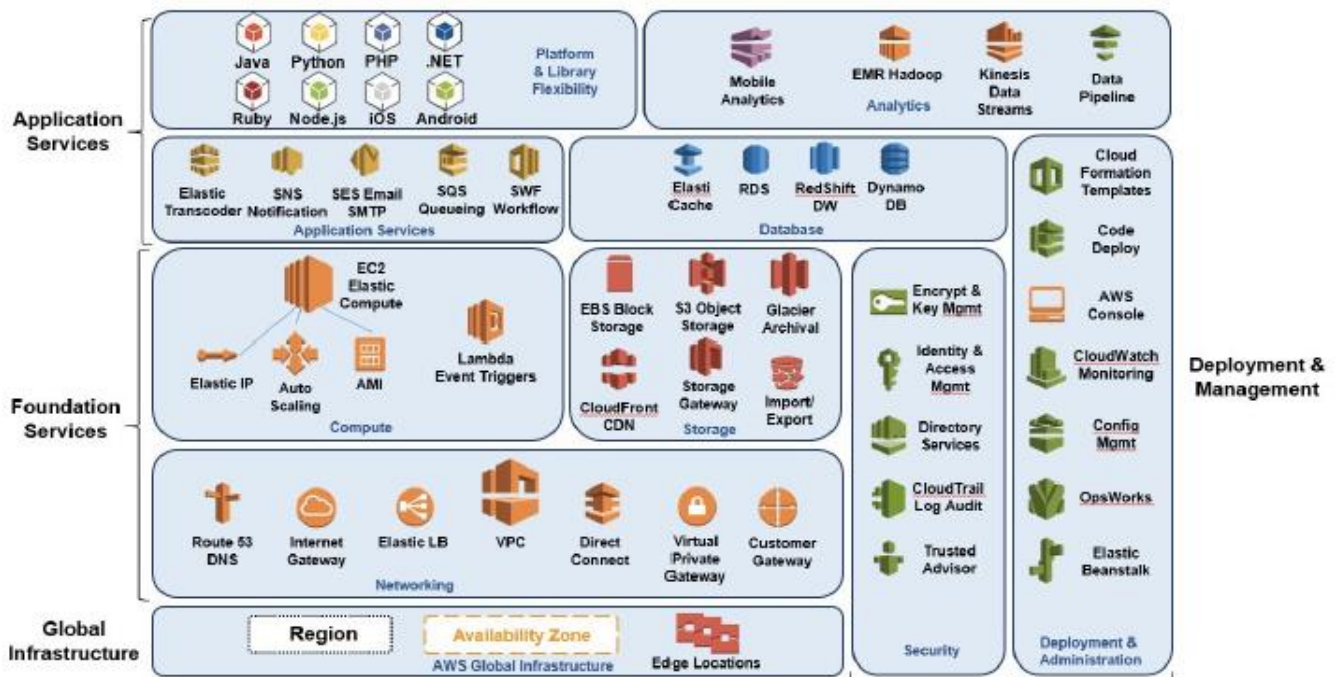 Application
Services
Foundation
Services
Global
Infrastructure
Java
Python
PHP
.NET
Ruby
Node.js
iOS
Android
Platform
& Library
Flexibility
Mobile
Analytics
EMR Hadoop
Kinesis
Data
Streams
Data
Pipeline
Analytics
Elastic
Transcoder
SNS
Notification
SES Email
SMTP
SQS
Queueing
SWF
Workflow
Application Services
Elasti
Cache
RDS
RedShift
DW
Dynamo
DB
Database
EC2
Elastic
Compute
Elastic IP
Auto
Scaling
AMI
Lambda
Event Triggers
Compute
EBS Block
Storage
S3 Object
Storage
Glacier
Archival
CloudFront
CDN
Storage
Gateway
Import/
Export
Storage
Route 53
DNS
Internet
Gateway
Elastic LB
VPC
Direct
Connect
Virtual
Private
Gateway
Customer
Gateway
Networking
Region
Availability Zone
Edge Locations
AWS Global Infrastructure
Encrypt &
Key Mgmt
Identity &
Access
Mgmt
Directory
Services
CloudTrail
Log Audit
Trusted
Advisor
Security
Cloud
Formation
Templates
Code
Deploy
AWS
Console
CloudWatch
Monitoring
Config
Mgmt
OpsWorks
Elastic
Beanstalk
Deployment &
Administration
Deployment &
Management